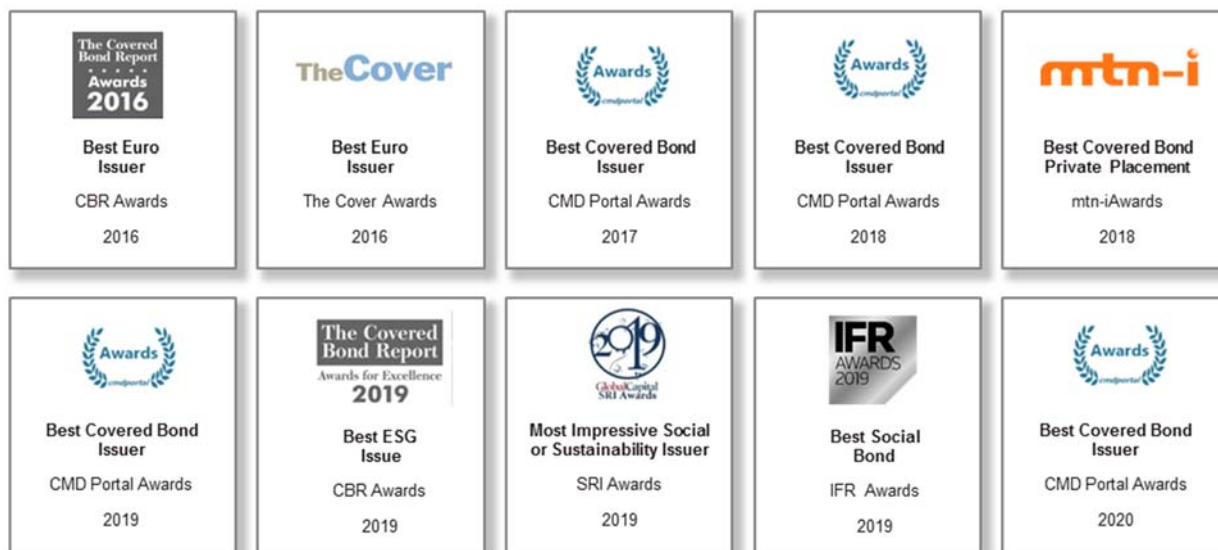 The Covered
Bond Report
Awards
2016
Best Euro
Issuer
CBR Awards
2016
TheCover
Best Euro
Issuer
The Cover Awards
2016
Awards
cmdportal
Best Covered Bond
Issuer
CMD Portal Awards
2017
Awards
cmdportal
Best Covered Bond
Issuer
CMD Portal Awards
2018
mtn-i
Best Covered Bond
Private Placement
mtn-iAwards
2018
Awards
cmdportal
Best Covered Bond
Issuer
CMD Portal Awards
2019
The Covered
Bond Report
Awards for Excellence
2019
Best ESG
Issue
CBR Awards
2019
2019
GlobalCapital
SRI Awards
Most Impressive Social
or Sustainability Issuer
SRI Awards
2019
IFR
AWARDS
2019
Best Social
Bond
IFR Awards
2019
Awards
cmdportal
Best Covered Bond
Issuer
CMD Portal Awards
2020